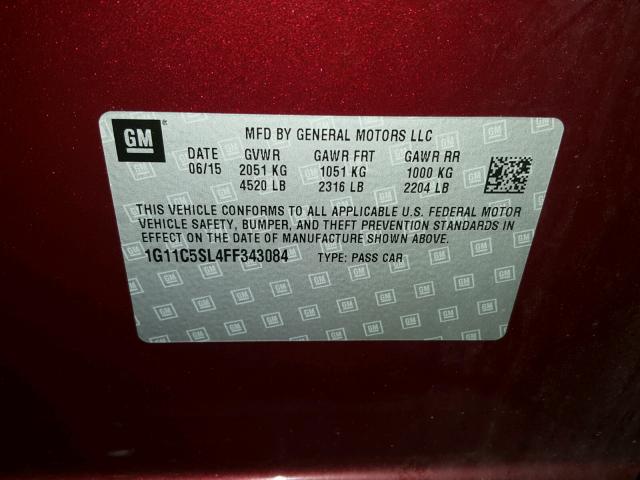 GM
MFD BY GENERAL MOTORS LLC
DATE GVWR GAWR FRT GAWR RR
06/15 2051 KG 1051 KG 1000 KG
4520 LB 2316 LB 2204 LB
THIS VEHICLE CONFORMS TO ALL APPLICABLE U.S. FEDERAL MOTOR
VEHICLE SAFETY, BUMPER, AND THEFT PREVENTION STANDARDS IN
EFFECT ON THE DATE OF MANUFACTURE SHOWN ABOVE.
1G11C5SL4FF343084 TYPE: PASS CAR